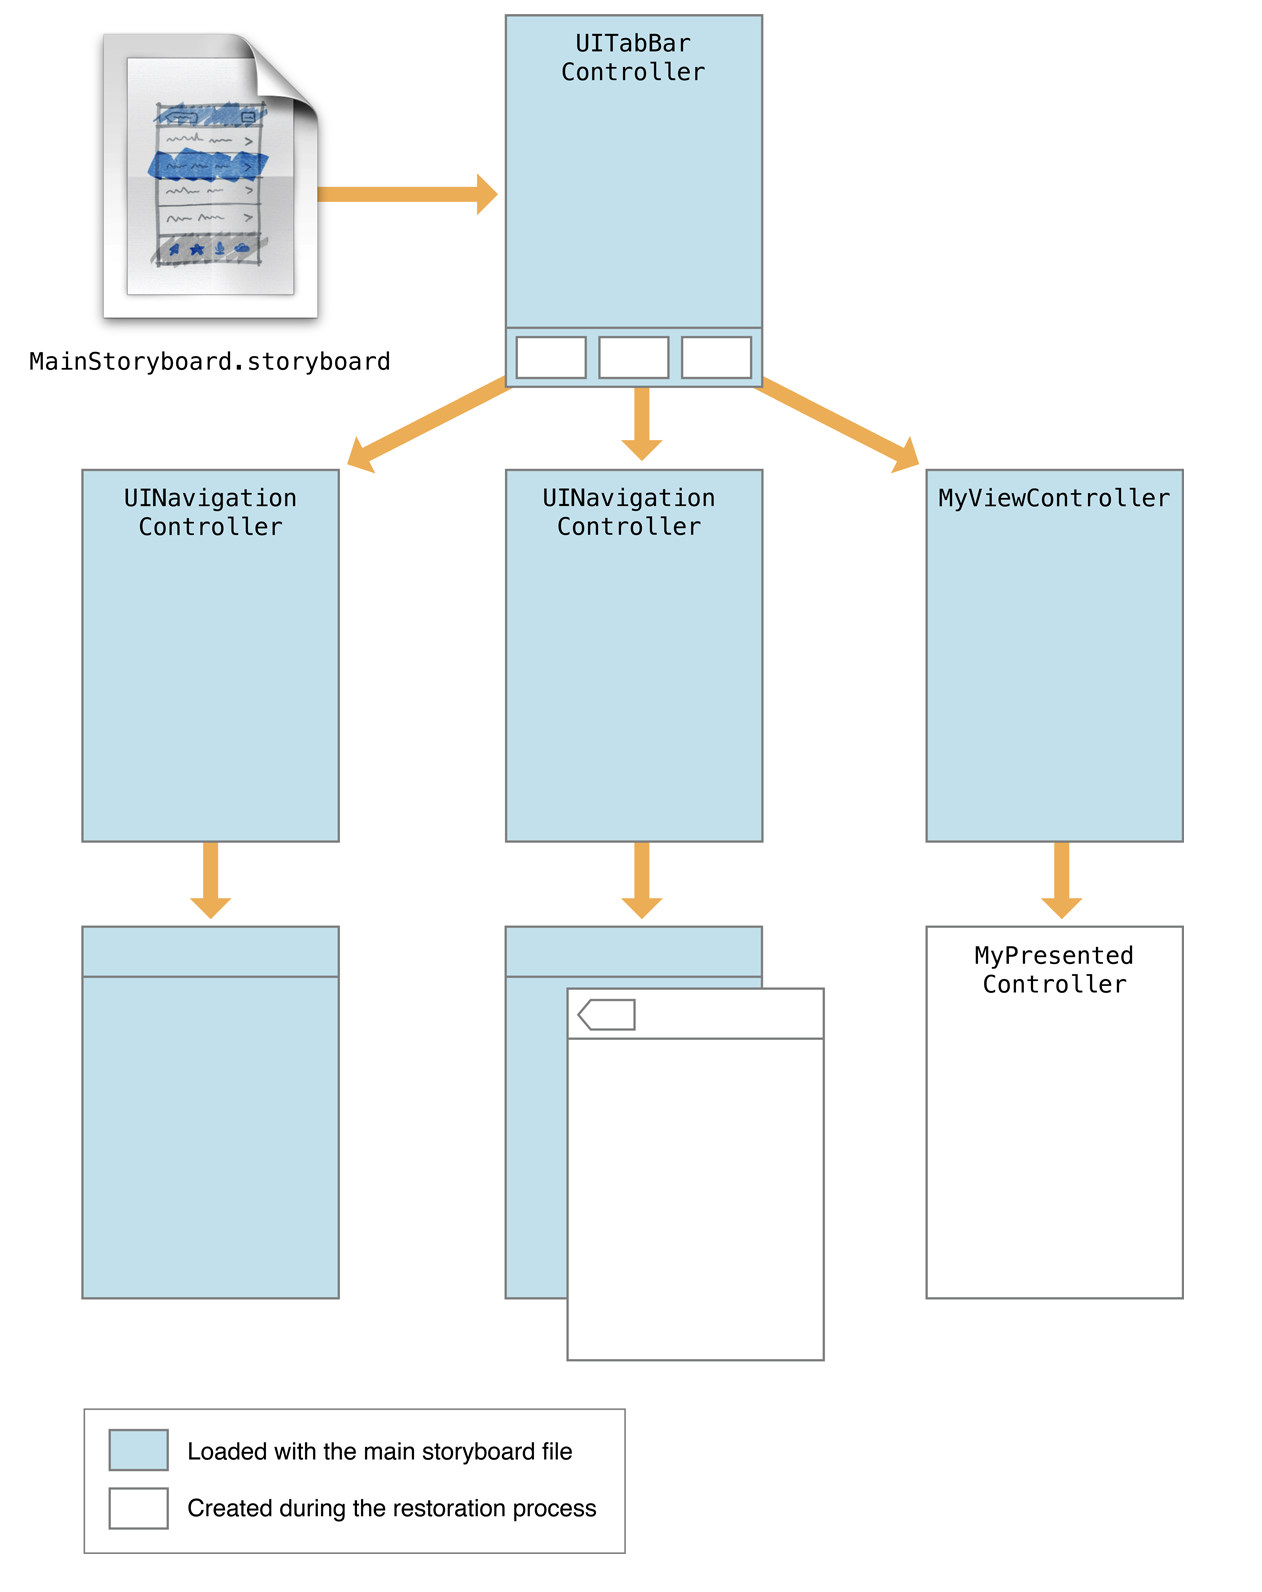 UITabBar
Controller
MainStoryboard.storyboard
UINavigation
Controller
UINavigation
Controller
MyViewController
MyPresented
Controller
Loaded with the main storyboard file
Created during the restoration process